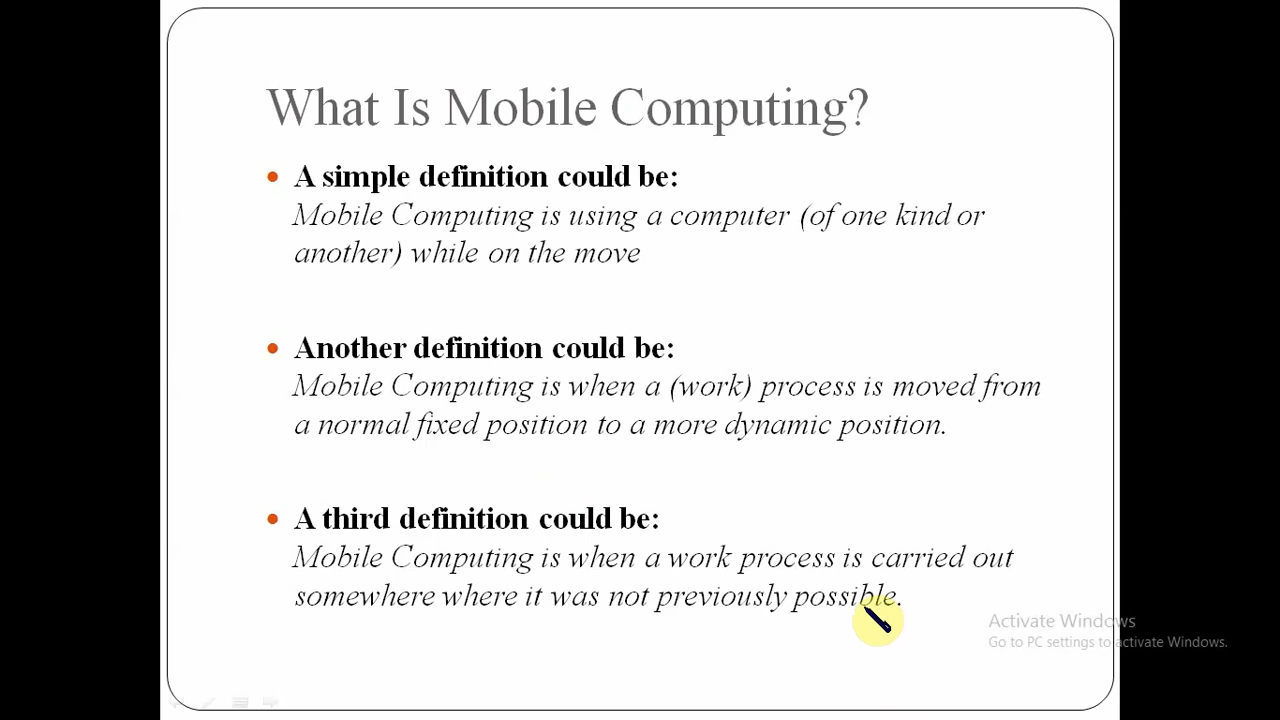 What Is Mobile Computing?
A simple definition could be:
Mobile Computing is using a computer (of one kind or
another) while on the move
Another definition could be:
Mobile Computing is when a (work) process is moved from
a normal fixed position to a more dynamic position.
A third definition could be:
Mobile Computing is when a work process is carried out
somewhere where it was not previously possible.
Activate Windows
Go to PC settings to activate Windows.